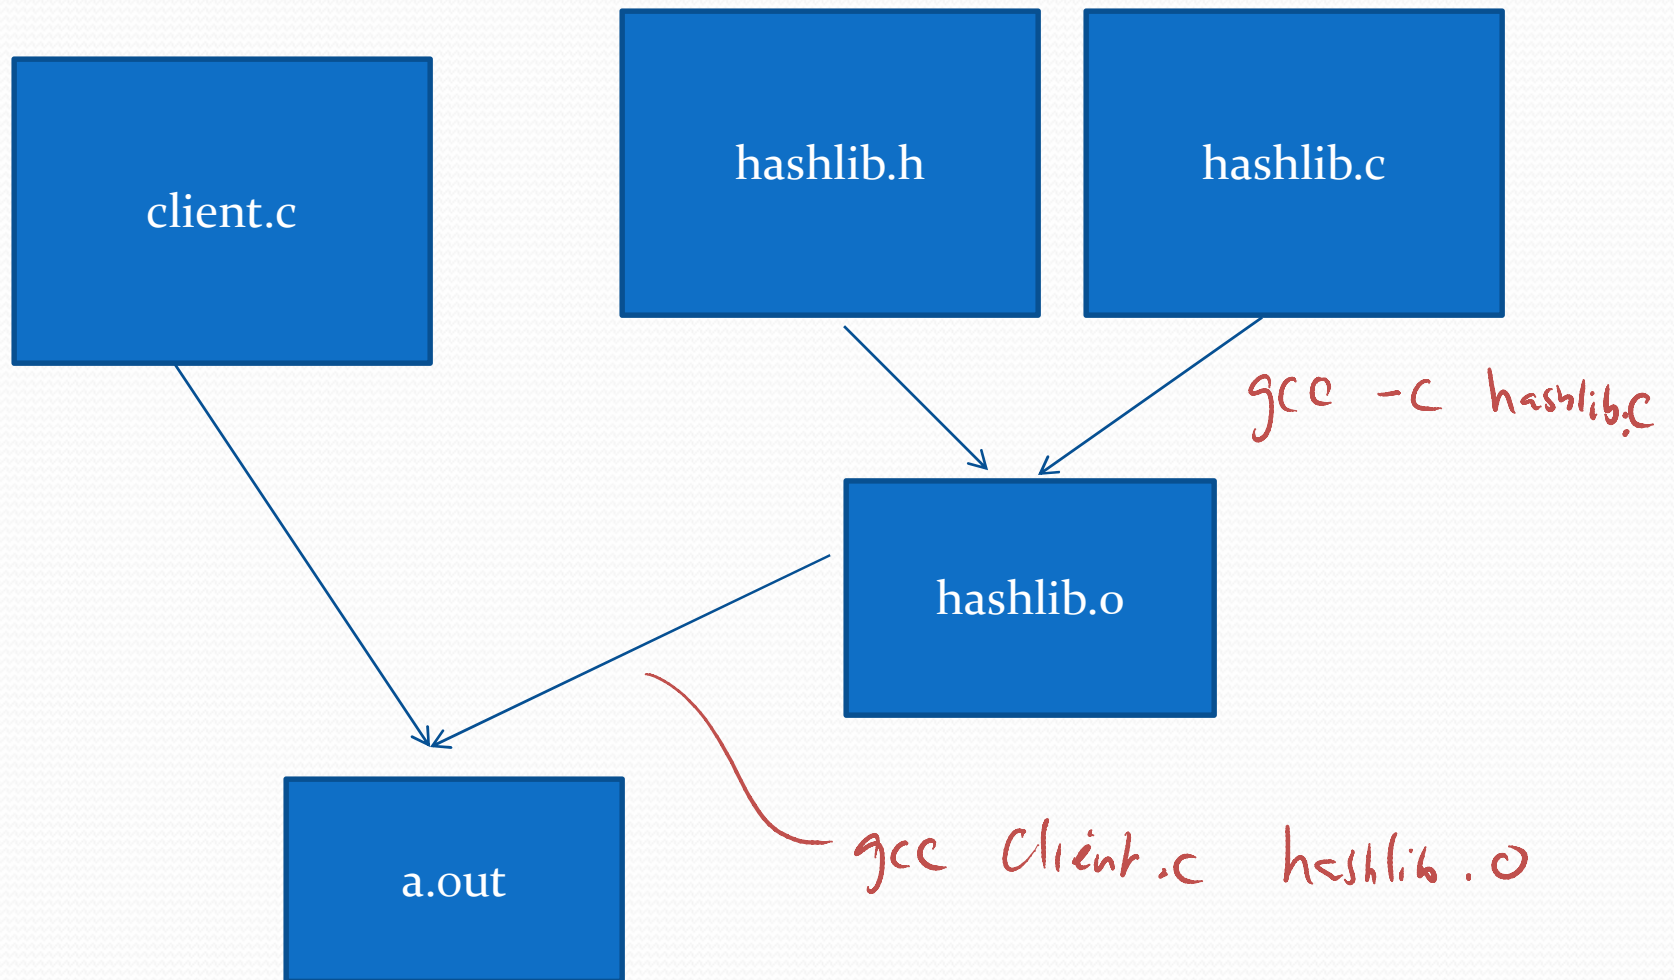 client.c
hashlib.h
hashlib.c
gcc -c hashlib.c
hashlib.o
gcc client.c hashlib.o
a.out